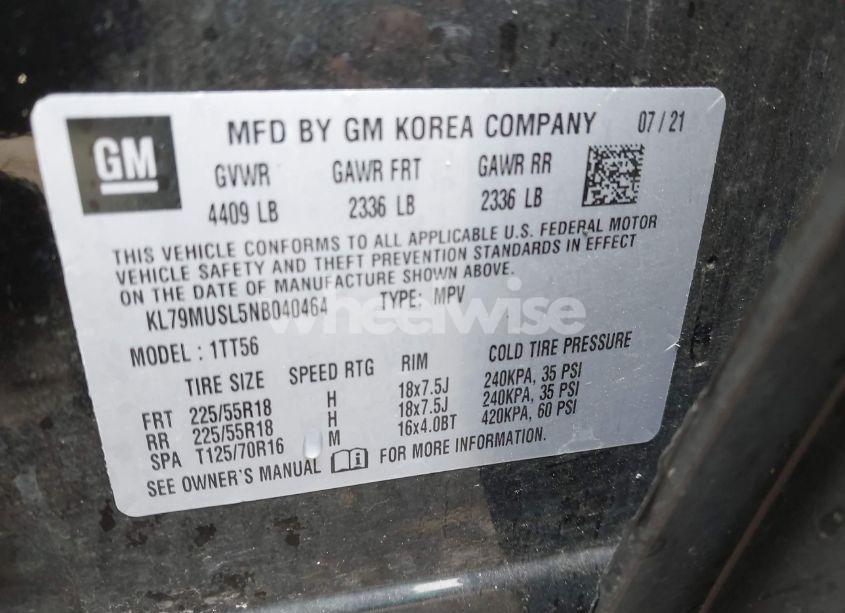 GM
MFD BY GM KOREA COMPANY 07 / 21
GVWR GAWR FRT GAWR RR
4409 LB 2336 LB 2336 LB
THIS VEHICLE CONFORMS TO ALL APPLICABLE U.S. FEDERAL MOTOR
VEHICLE SAFETY AND THEFT PREVENTION STANDARDS IN EFFECT
ON THE DATE OF MANUFACTURE SHOWN ABOVE.
KL79MUSL5NB040464 TYPE: MPV
wheelwise
MODEL : 1TT56
TIRE SIZE SPEED RTG RIM COLD TIRE PRESSURE
FRT 225/55R18 H 18x7.5J 240KPA, 35 PSI
RR 225/55R18 H 18x7.5J 240KPA, 35 PSI
SPA T125/70R16 M 16x4.0BT 420KPA, 60 PSI
SEE OWNER'S MANUAL FOR MORE INFORMATION.